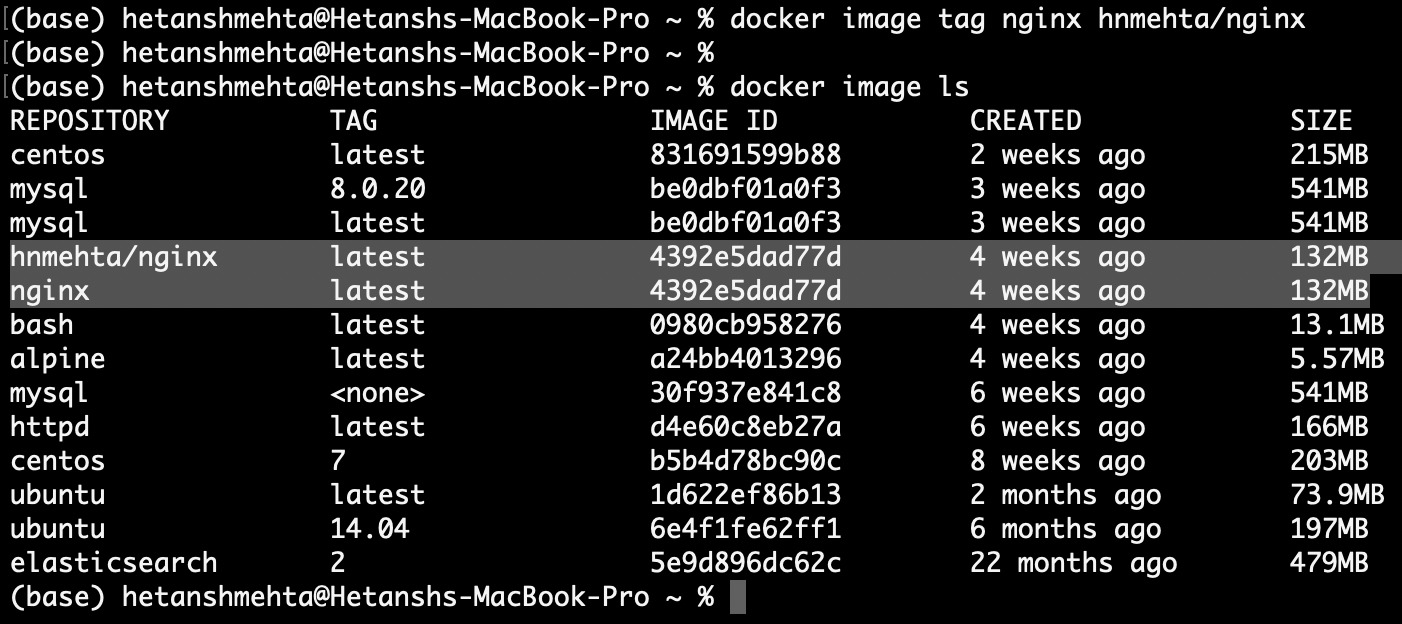 [(base) hetanshmehta@Hetanshs-MacBook-Pro ~ % docker image tag nginx hnmehta/nginx
[(base) hetanshmehta@Hetanshs-MacBook-Pro ~ %
[(base) hetanshmehta@Hetanshs-MacBook-Pro ~ % docker image ls
REPOSITORY TAG IMAGE ID CREATED SIZE
centos latest 831691599b88 2 weeks ago 215MB
mysql 8.0.20 be0dbf01a0f3 3 weeks ago 541MB
mysql latest be0dbf01a0f3 3 weeks ago 541MB
hnmehta/nginx latest 4392e5dad77d 4 weeks ago 132MB
nginx latest 4392e5dad77d 4 weeks ago 132MB
bash latest 0980cb958276 4 weeks ago 13.1MB
alpine latest a24bb4013296 4 weeks ago 5.57MB
mysql <none> 30f937e841c8 6 weeks ago 541MB
httpd latest d4e60c8eb27a 6 weeks ago 166MB
centos 7 b5b4d78bc90c 8 weeks ago 203MB
ubuntu latest 1d622ef86b13 2 months ago 73.9MB
ubuntu 14.04 6e4f1fe62ff1 6 months ago 197MB
elasticsearch 2 5e9d896dc62c 22 months ago 479MB
(base) hetanshmehta@Hetanshs-MacBook-Pro ~ %